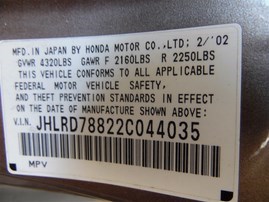 MFD.IN JAPAN BY HONDA MOTOR CO.,LTD: 2/'02
GVWR 4320LBS GAWR F 2160LBS R 2250LBS
THIS VEHICLE CONFORMS TO ALL APPLICABLE
FEDERAL MOTOR VEHICLE SAFETY,
AND THEFT PREVENTION STANDARDS IN EFFECT
ON THE DATE OF MANUFACTURE SHOWN ABOVE:
V.I.N. JHLRD78822C044035
MPV